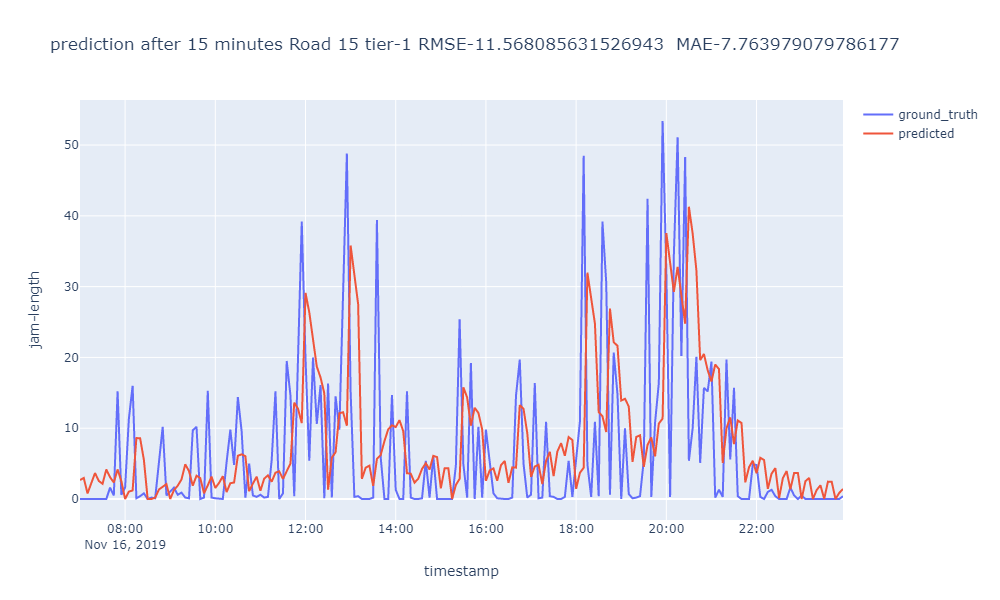 prediction after 15 minutes Road 15 tier-1 RMSE-11.568085631526943  MAE-7.763979079786177
ground_truth
predicted
50
40
30
20
10
0
jam-length
08:00 10:00 12:00 14:00 16:00 18:00 20:00 22:00
Nov 16, 2019
timestamp